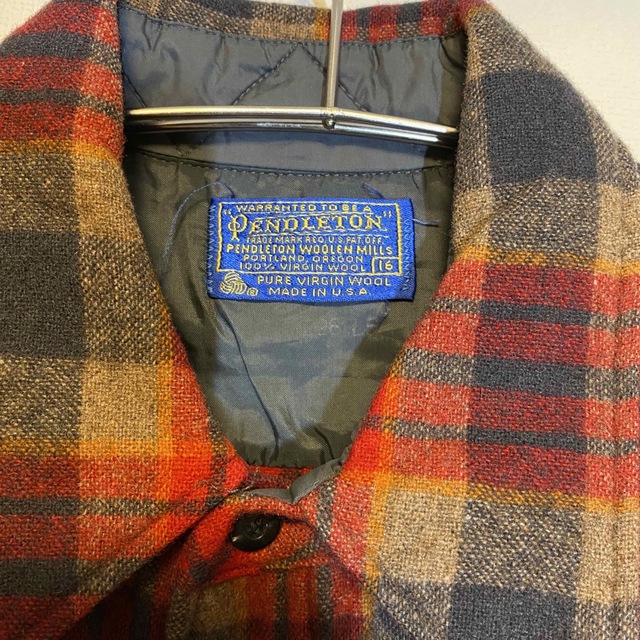 WARRANTED TO BE A
"PENDLETON"
TRADE MARK REG. U.S. PAT. OFF.
PENDLETON WOOLEN MILLS
PORTLAND, OREGON
100% VIRGIN WOOL 16
PURE VIRGIN WOOL
MADE IN U.S.A.